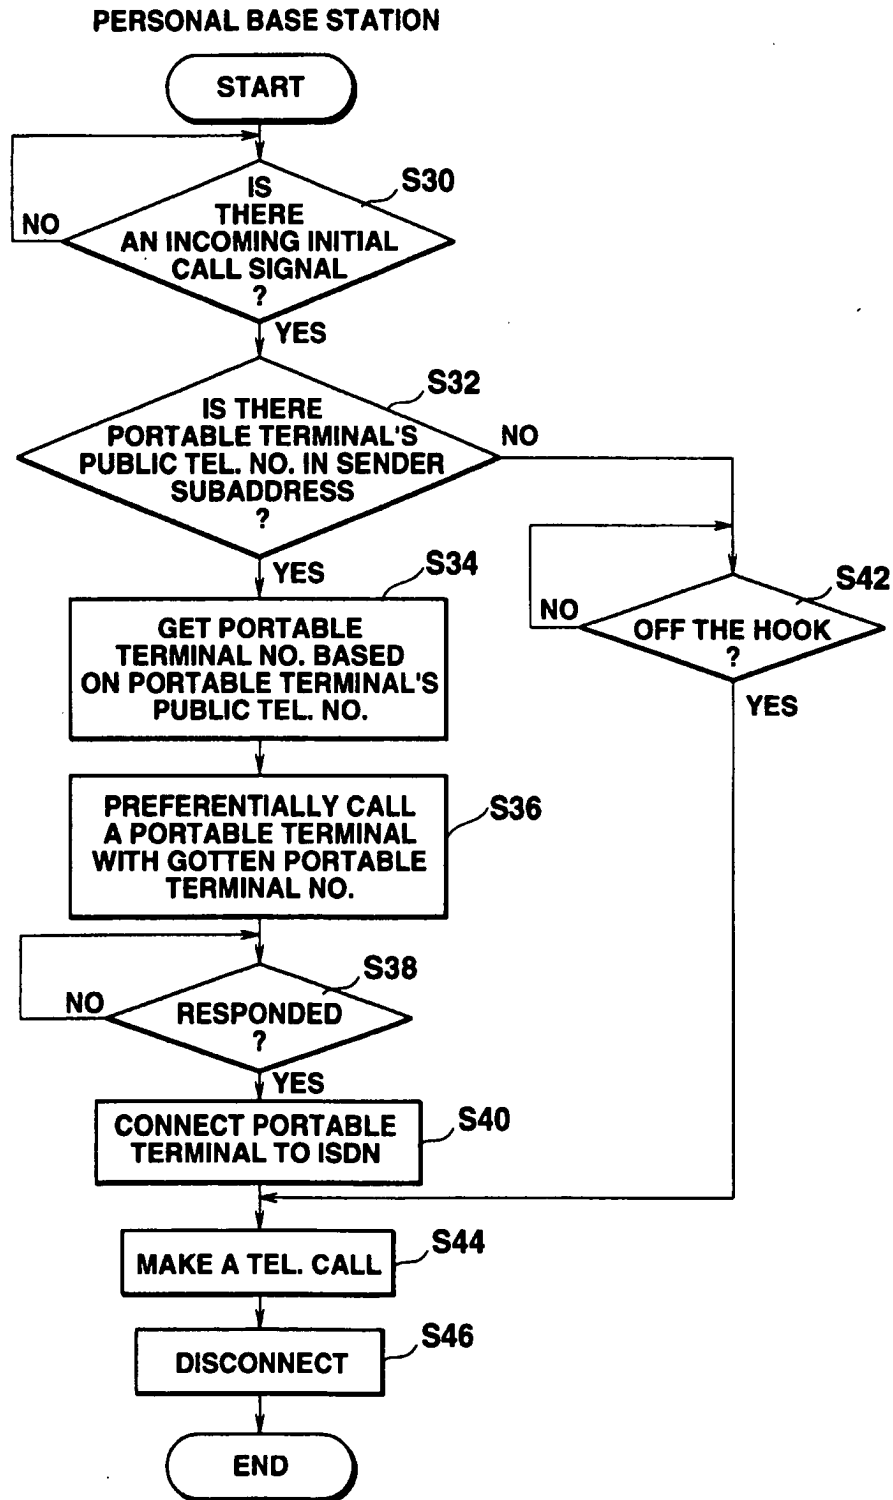 PERSONAL BASE STATION
START
S30
IS
THERE
AN INCOMING INITIAL
CALL SIGNAL
?
NO
YES
S32
IS THERE
PORTABLE TERMINAL'S
PUBLIC TEL. NO. IN SENDER
SUBADDRESS
?
NO
YES
S34
GET PORTABLE
TERMINAL NO. BASED
ON PORTABLE TERMINAL'S
PUBLIC TEL. NO.
S42
OFF THE HOOK
?
NO
YES
S36
PREFERENTIALLY CALL
A PORTABLE TERMINAL
WITH GOTTEN PORTABLE
TERMINAL NO.
S38
RESPONDED
?
NO
YES
S40
CONNECT PORTABLE
TERMINAL TO ISDN
S44
MAKE A TEL. CALL
S46
DISCONNECT
END